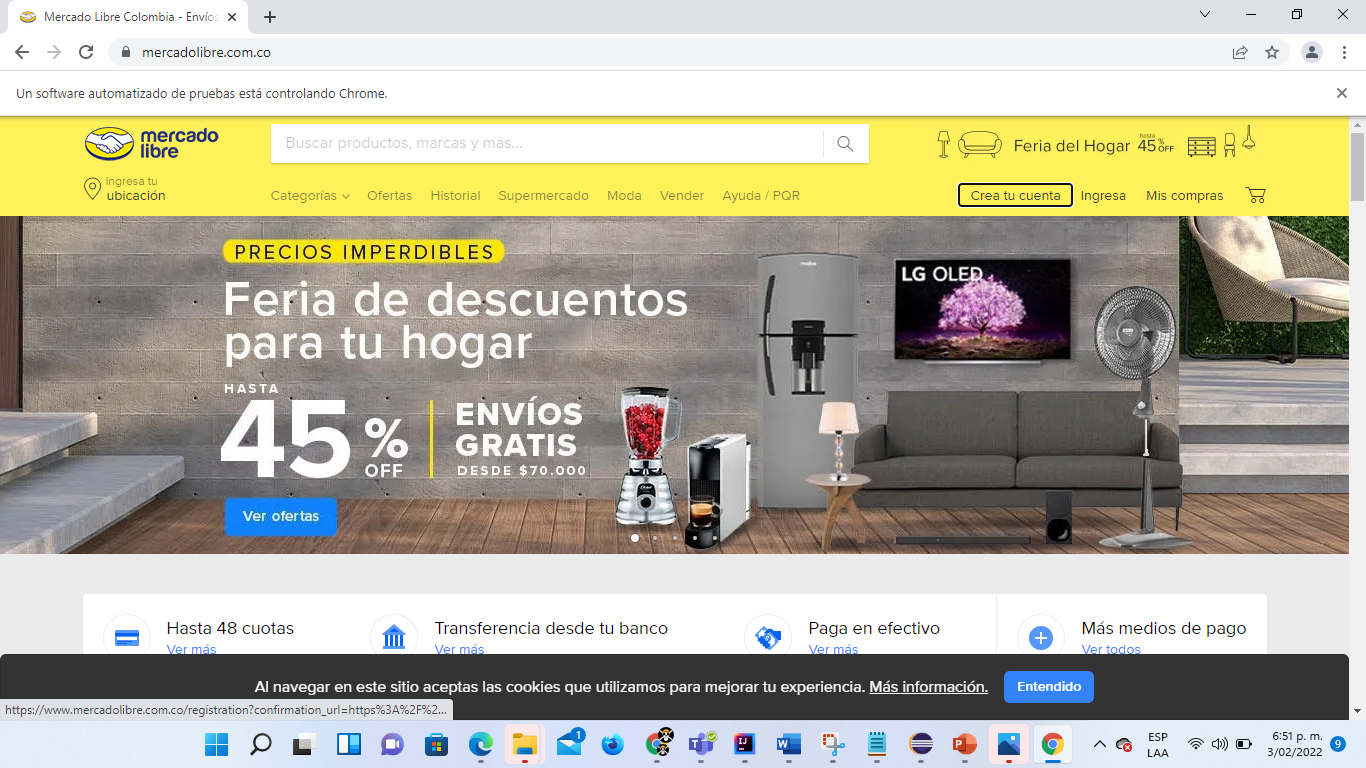 Mercado Libre Colombia - Envíos
mercadolibre.com.co
Un software automatizado de pruebas está controlando Chrome.
mercado
libre
Buscar productos, marcas y más...
Feria del Hogar hasta 45% OFF
Ingresa tu
ubicación
Categorías Ofertas Historial Supermercado Moda Vender Ayuda / PQR
Crea tu cuenta Ingresa Mis compras
PRECIOS IMPERDIBLES
Feria de descuentos
para tu hogar
HASTA
45% OFF
ENVÍOS
GRATIS
DESDE $70.000
Ver ofertas
LG OLED
Hasta 48 cuotas
Ver más
Transferencia desde tu banco
Ver más
Paga en efectivo
Ver más
Más medios de pago
Ver todos
Al navegar en este sitio aceptas las cookies que utilizamos para mejorar tu experiencia. Más información.
Entendido
https://www.mercadolibre.com.co/registration?confirmation_url=https%3A%2F%2...
1
ESP
LAA
6:51 p. m.
3/02/2022
9